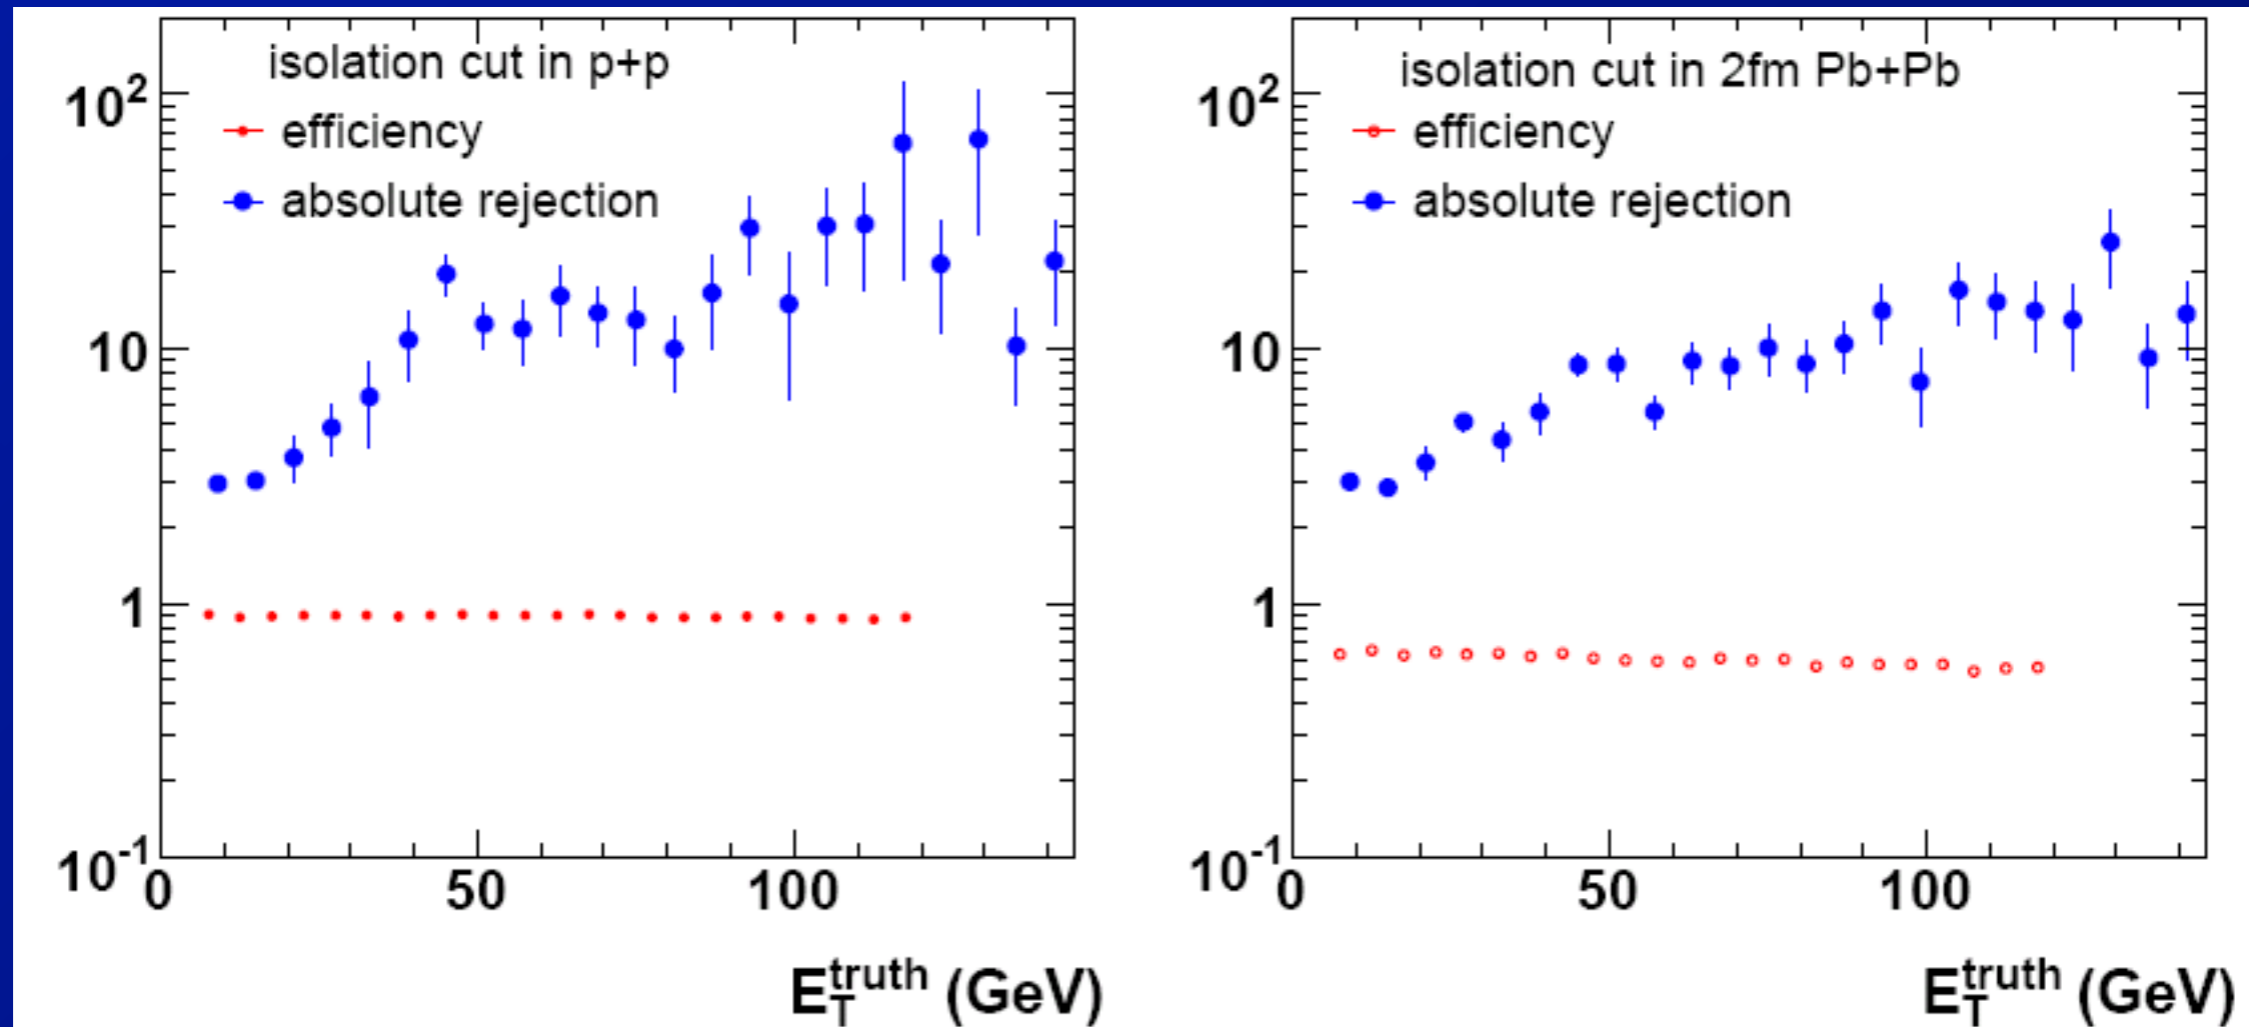 isolation cut in p+p
efficiency
absolute rejection
10²
10
1
10⁻¹
0 50 100
E_T^truth (GeV)
isolation cut in 2fm Pb+Pb
efficiency
absolute rejection
10²
10
1
10⁻¹
0 50 100
E_T^truth (GeV)